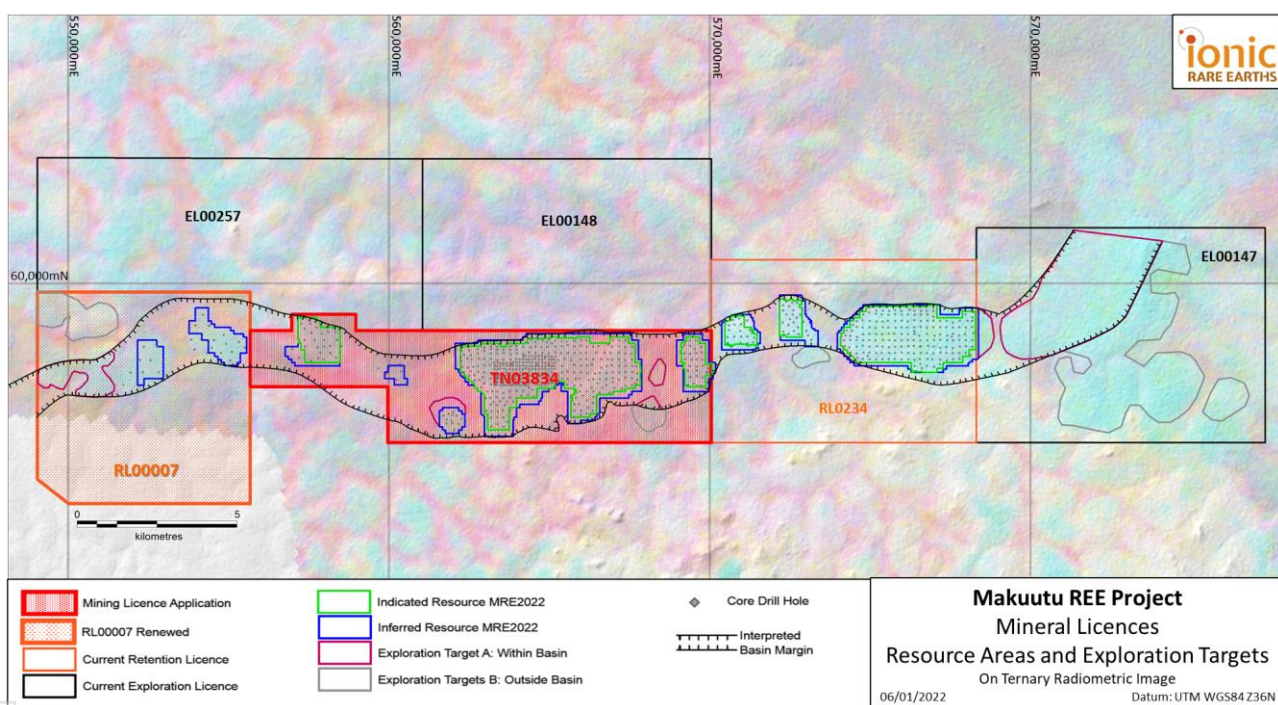 550,000mE
560,000mE
570,000mE
570,000mE
ionic
RARE EARTHS
EL00257
EL00148
EL00147
60,000mN
TN03834
RL0234
RL00007
0 5
kilometres
Mining Licence Application
RL00007 Renewed
Current Retention Licence
Current Exploration Licence
Indicated Resource MRE2022
Inferred Resource MRE2022
Exploration Target A: Within Basin
Exploration Targets B: Outside Basin
Core Drill Hole
Interpreted
Basin Margin
Makuutu REE Project
Mineral Licences
Resource Areas and Exploration Targets
On Ternary Radiometric Image
06/01/2022 Datum: UTM WGS84 Z36N